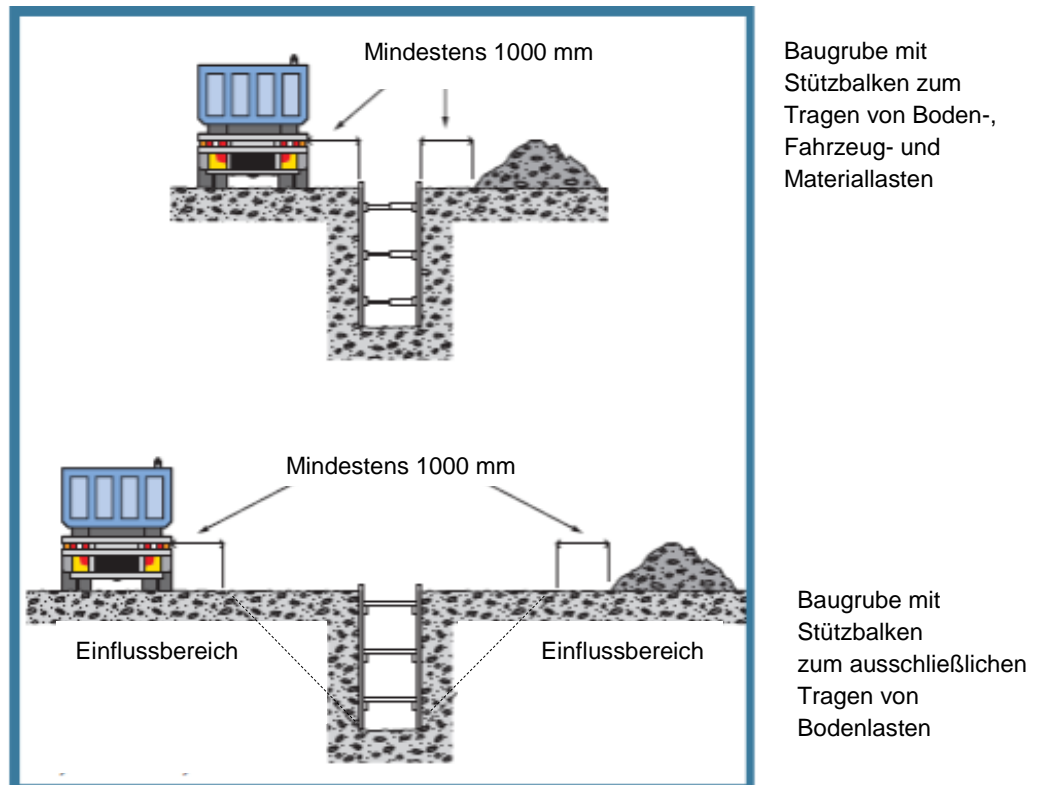 Mindestens 1000 mm
Baugrube mit
Stützbalken zum
Tragen von Boden-,
Fahrzeug- und
Materiallasten
Mindestens 1000 mm
Einflussbereich
Einflussbereich
Baugrube mit
Stützbalken
zum ausschließlichen
Tragen von
Bodenlasten